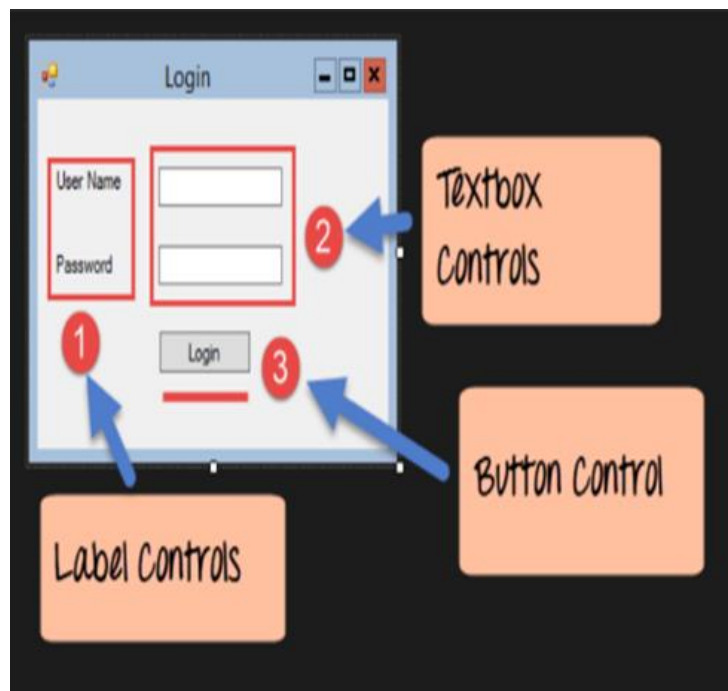 Login
User Name
Password
Login
1
2
3
Textbox
Controls
Button Control
Label Controls